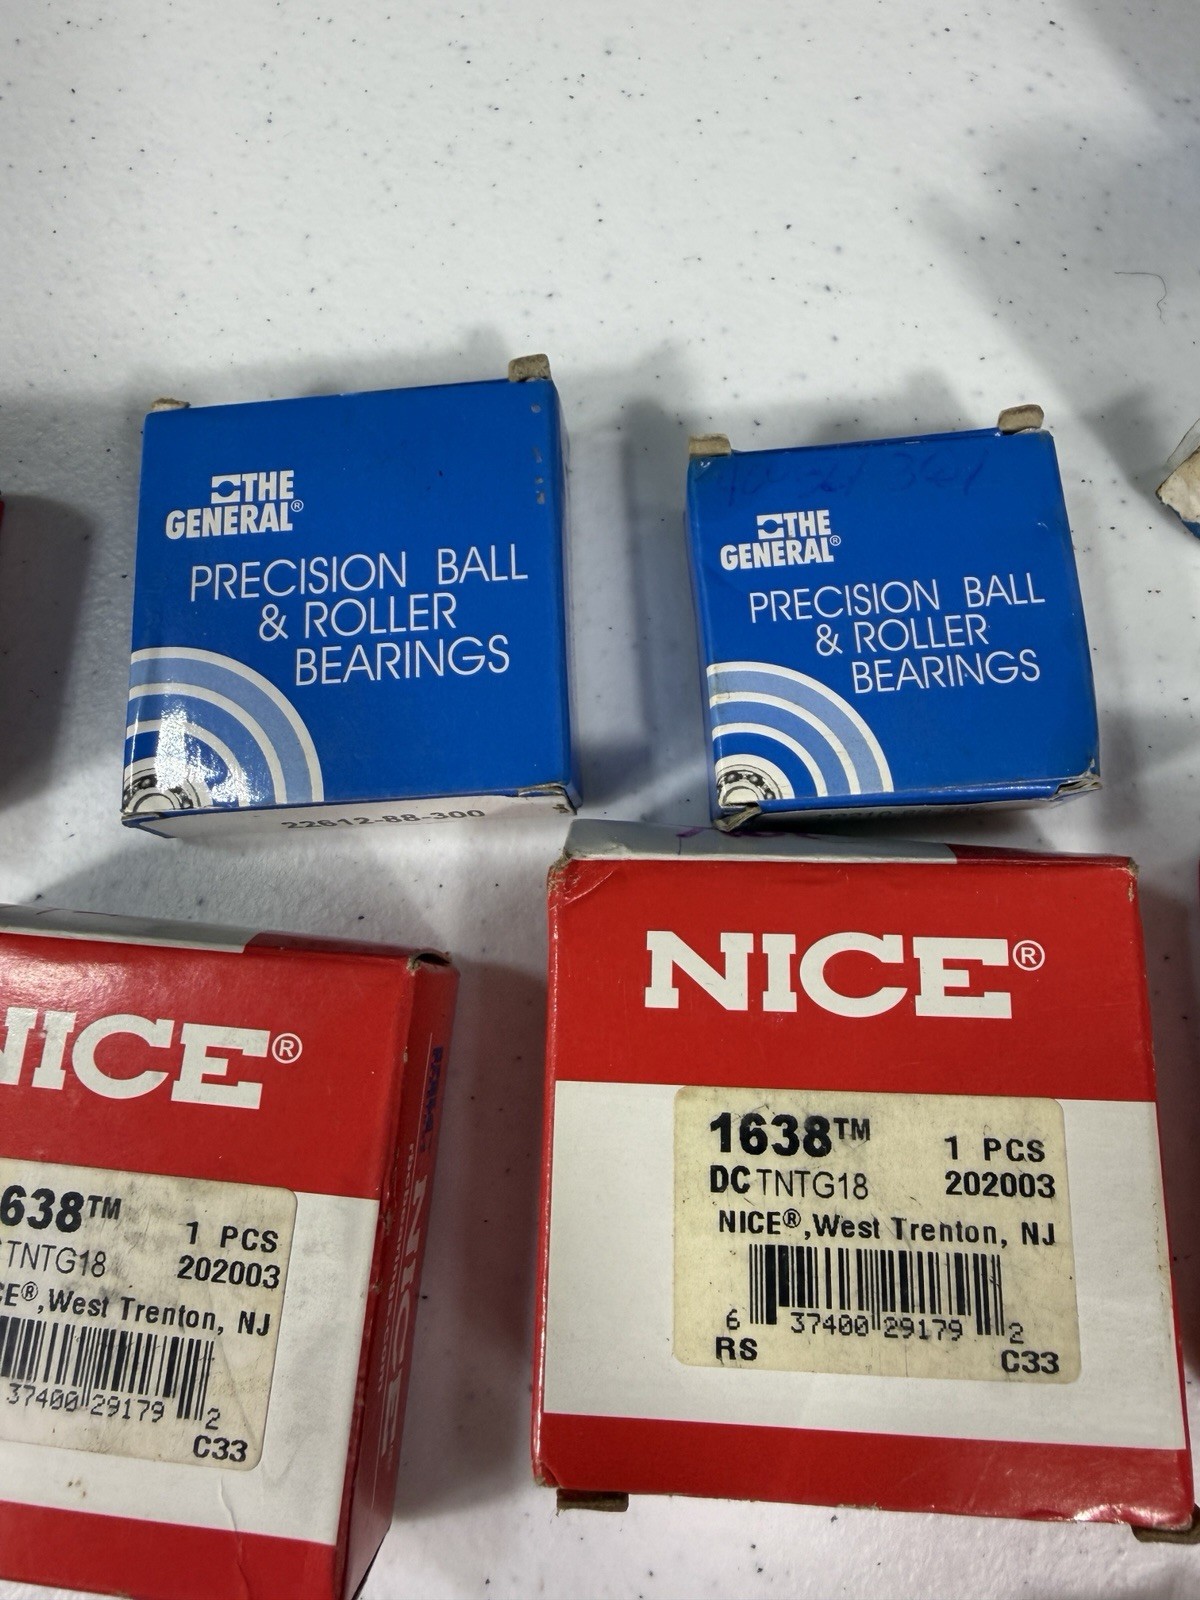 THE
GENERAL®
PRECISION BALL
& ROLLER
BEARINGS
22612-88-300
THE
GENERAL®
PRECISION BALL
& ROLLER
BEARINGS
NICE®
638™
1 PCS
TNTG18
202003
CE®,West Trenton, NJ
37400 29179 2
C33
NICE
NICE®
1638™
1 PCS
DC TNTG18
202003
NICE®,West Trenton, NJ
6 37400 29179 2
RS
C33